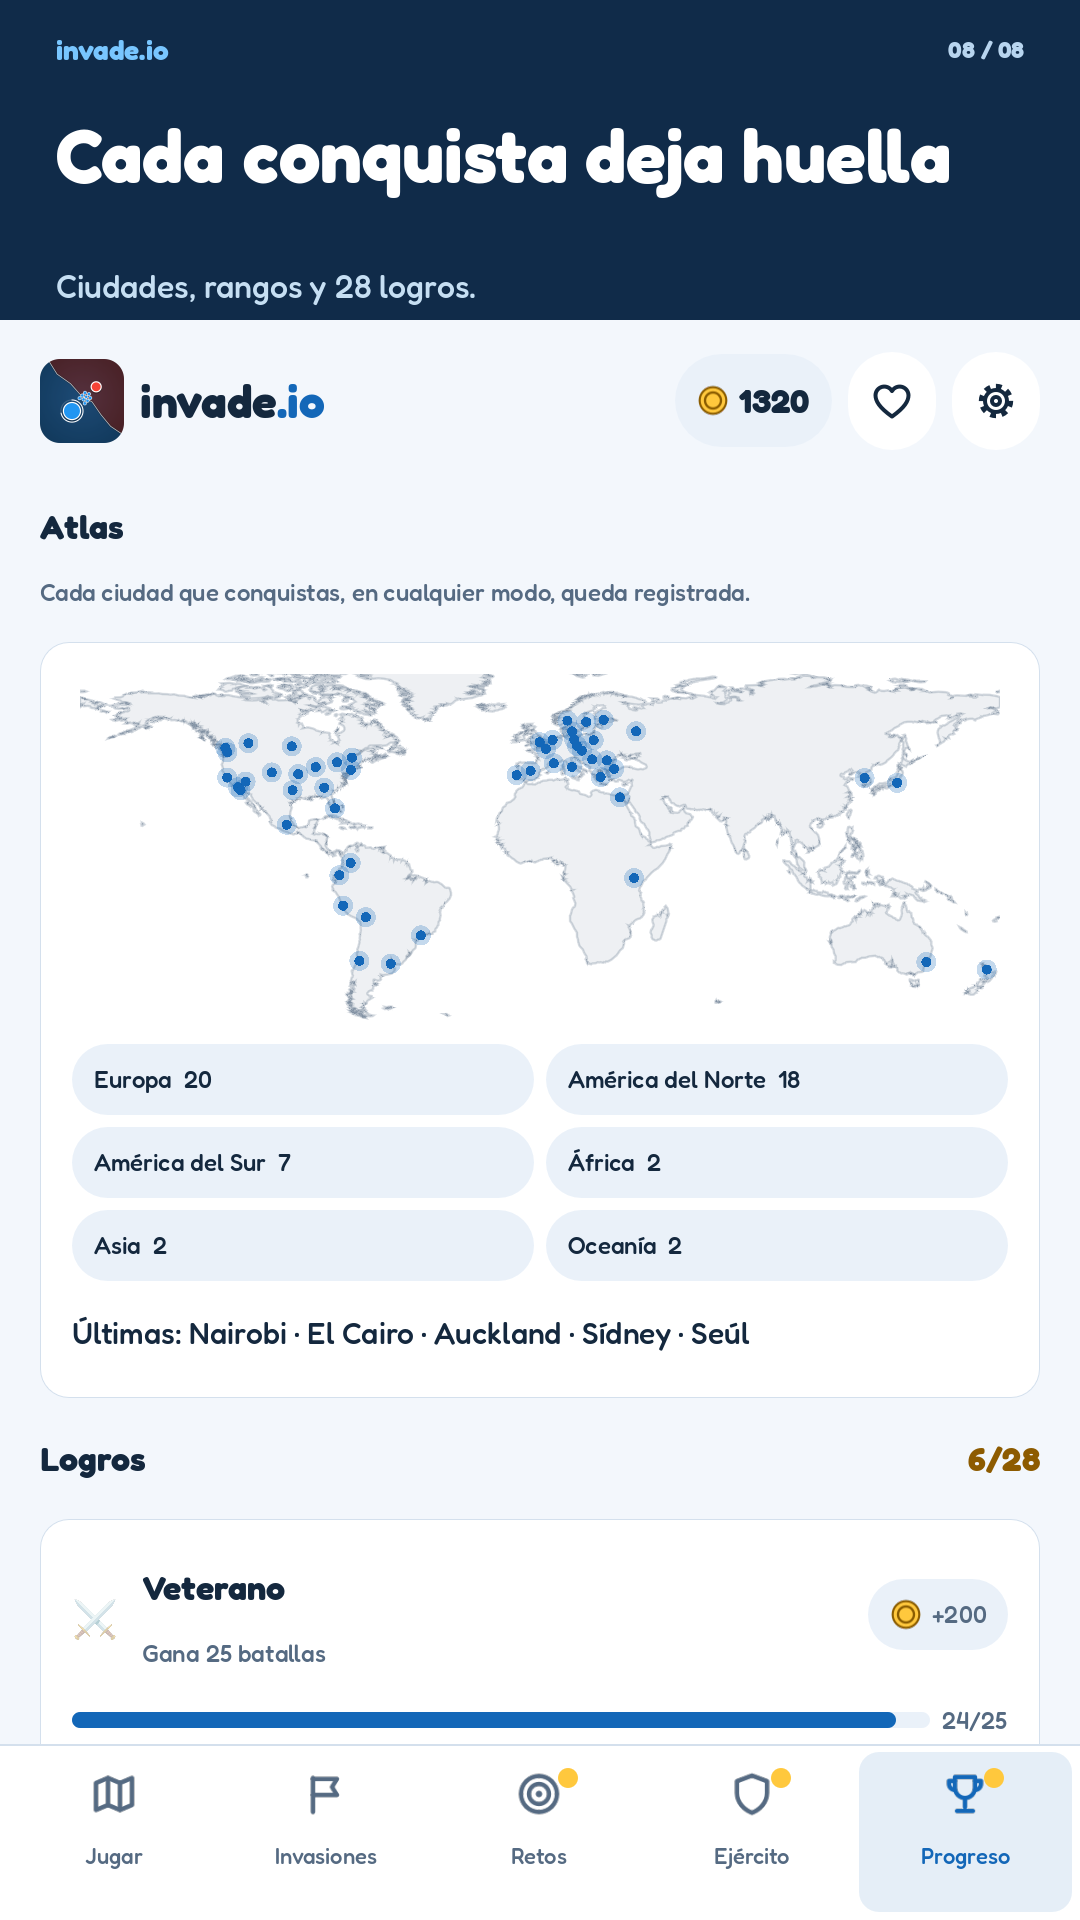 invade.io
08 / 08
Cada conquista deja huella
Ciudades, rangos y 28 logros.
invade.io
1320
Atlas
Cada ciudad que conquistas, en cualquier modo, queda registrada.
Europa 20
América del Norte 18
América del Sur 7
África 2
Asia 2
Oceanía 2
Últimas: Nairobi · El Cairo · Auckland · Sídney · Seúl
Logros
6/28
Veterano
+200
Gana 25 batallas
24/25
Jugar
Invasiones
Retos
Ejército
Progreso